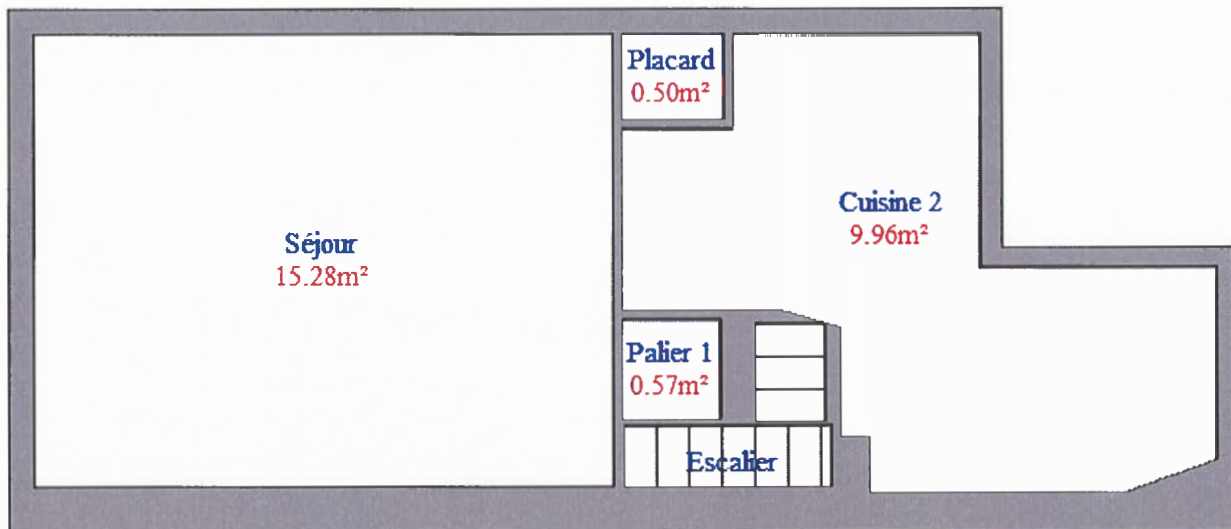 Placard
0.50m²
Cuisine 2
9.96m²
Séjour
15.28m²
Palier 1
0.57m²
Escalier